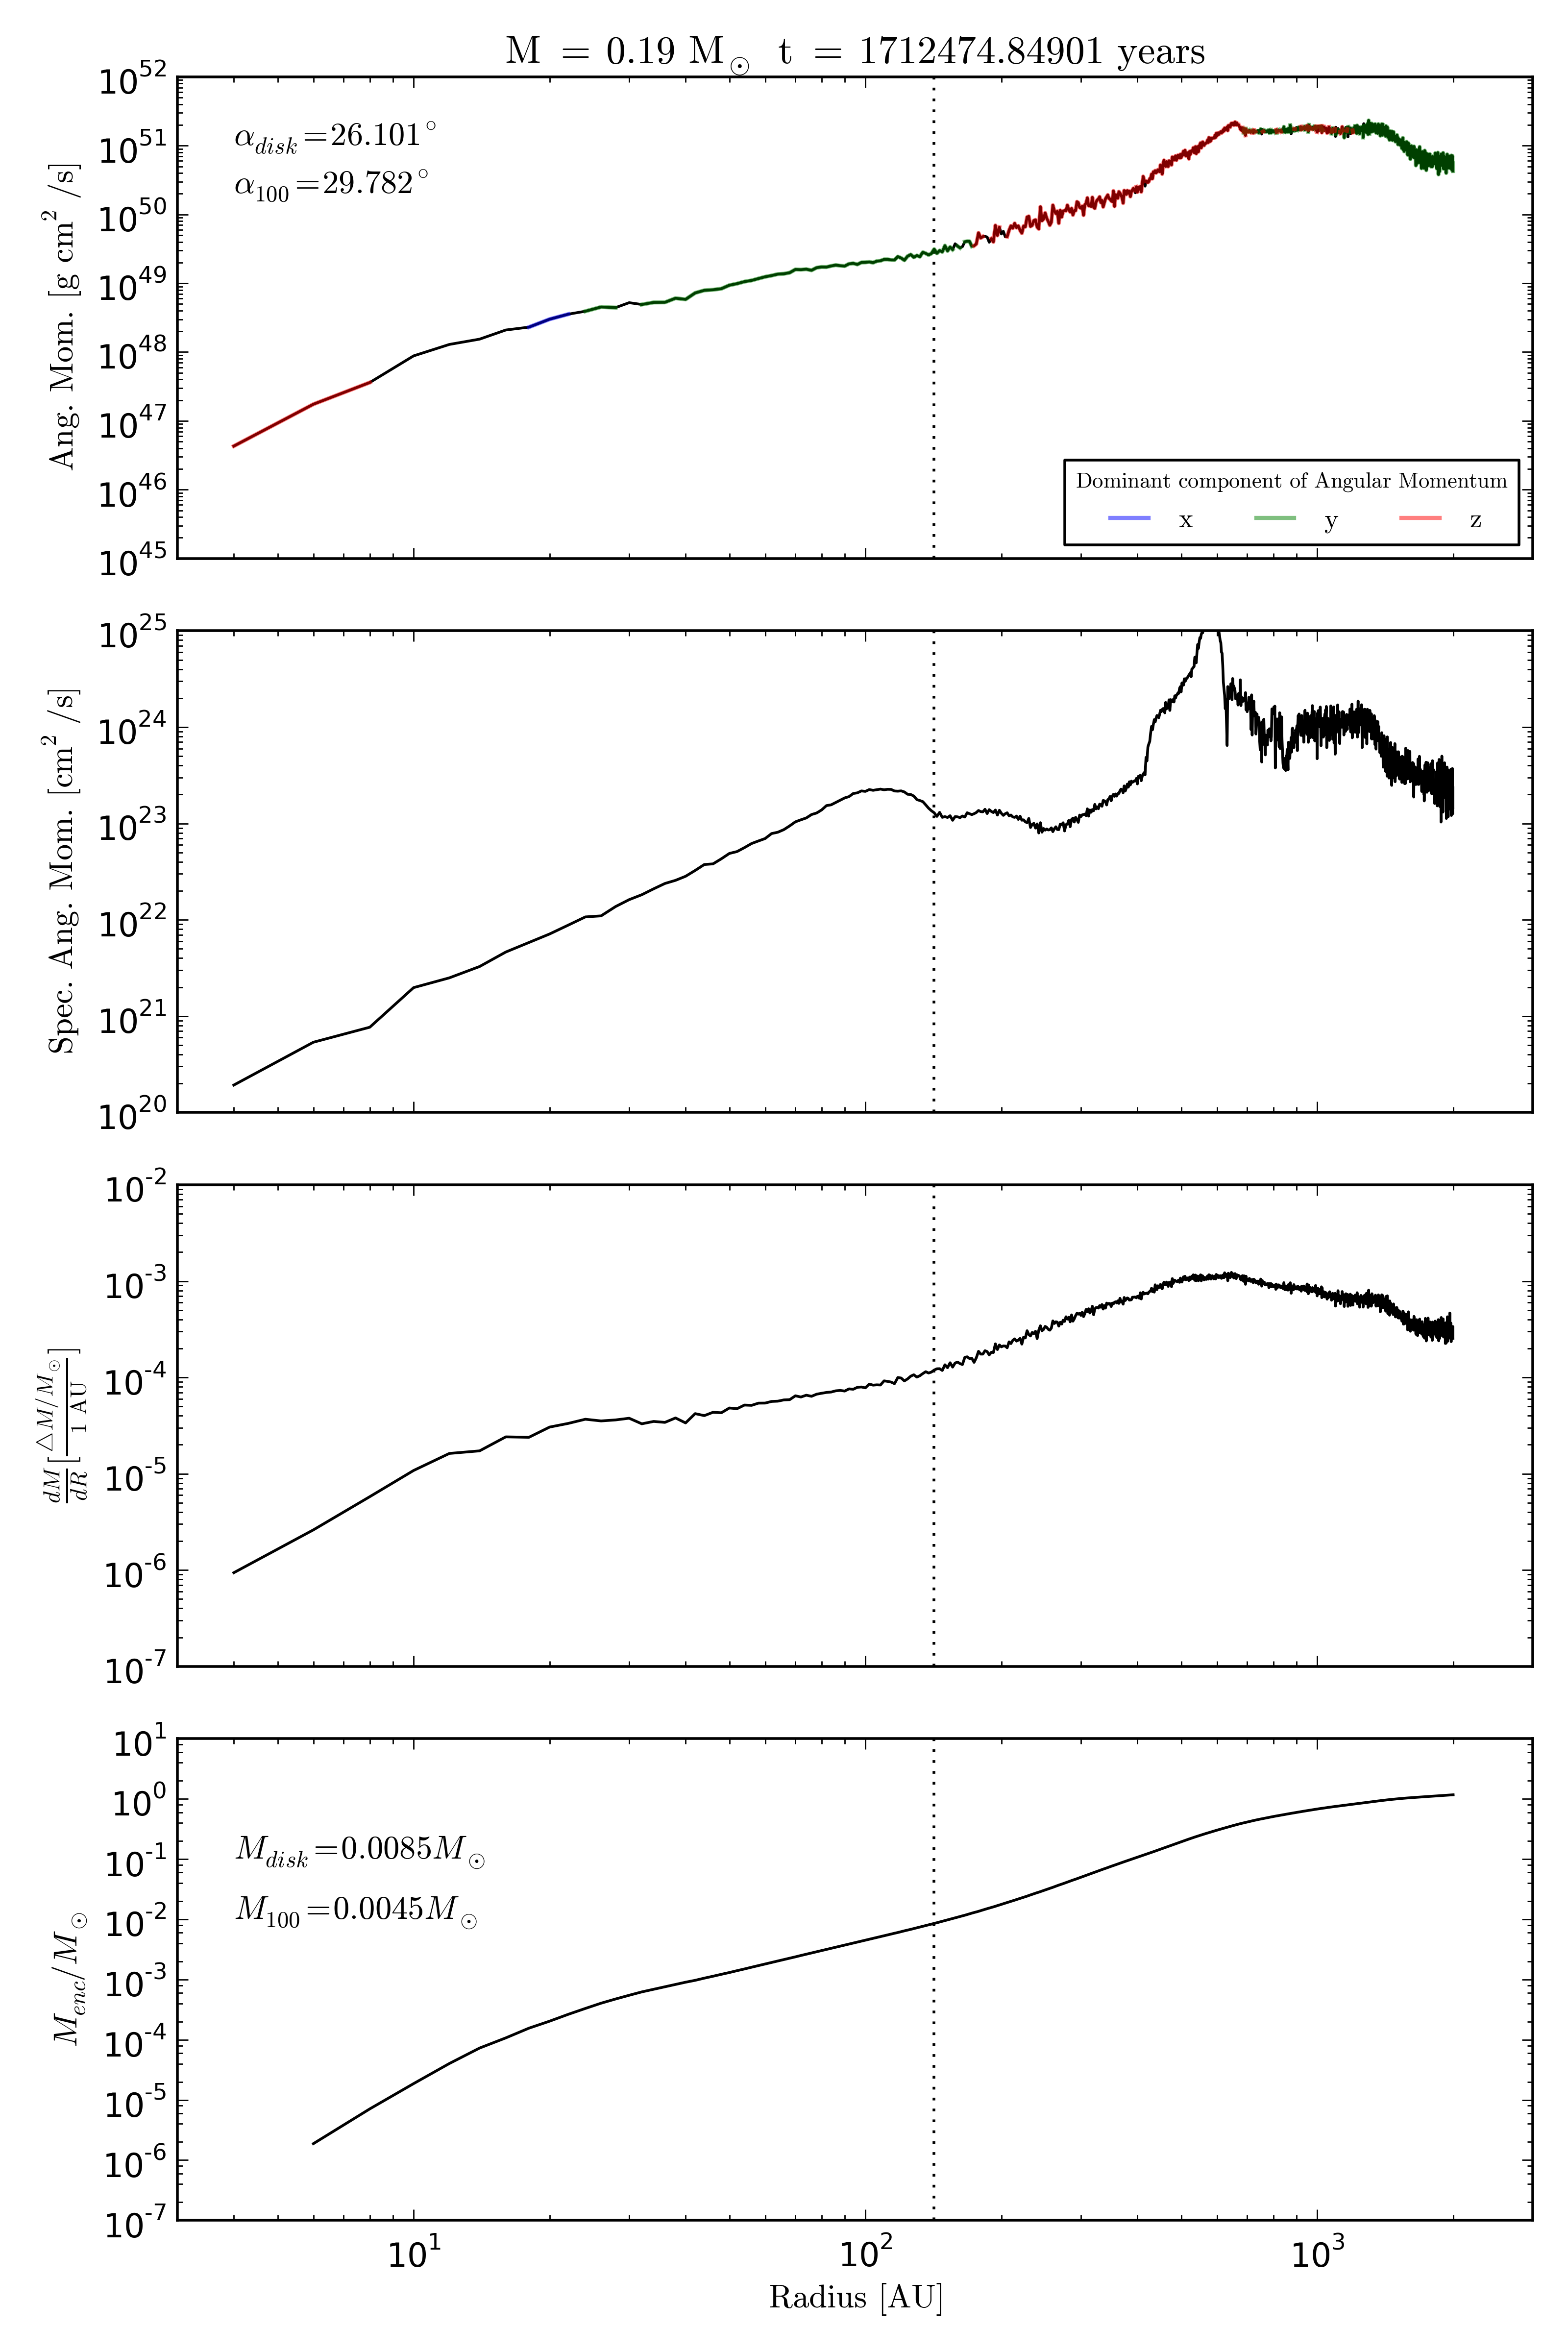 M = 0.19 M⊙ t = 1712474.84901 years
10^52
10^51
10^50
10^49
10^48
10^47
10^46
10^45
Ang. Mom. [g cm^2 /s]
α_disk=26.101°
α_100=29.782°
Dominant component of Angular Momentum
x y z
10^25
10^24
10^23
10^22
10^21
10^20
Spec. Ang. Mom. [cm^2 /s]
10^-2
10^-3
10^-4
10^-5
10^-6
10^-7
dM/dR [△M/M⊙ / 1 AU]
10^1
10^0
10^-1
10^-2
10^-3
10^-4
10^-5
10^-6
10^-7
M_enc/M⊙
M_disk=0.0085M⊙
M_100=0.0045M⊙
10^1 10^2 10^3
Radius [AU]